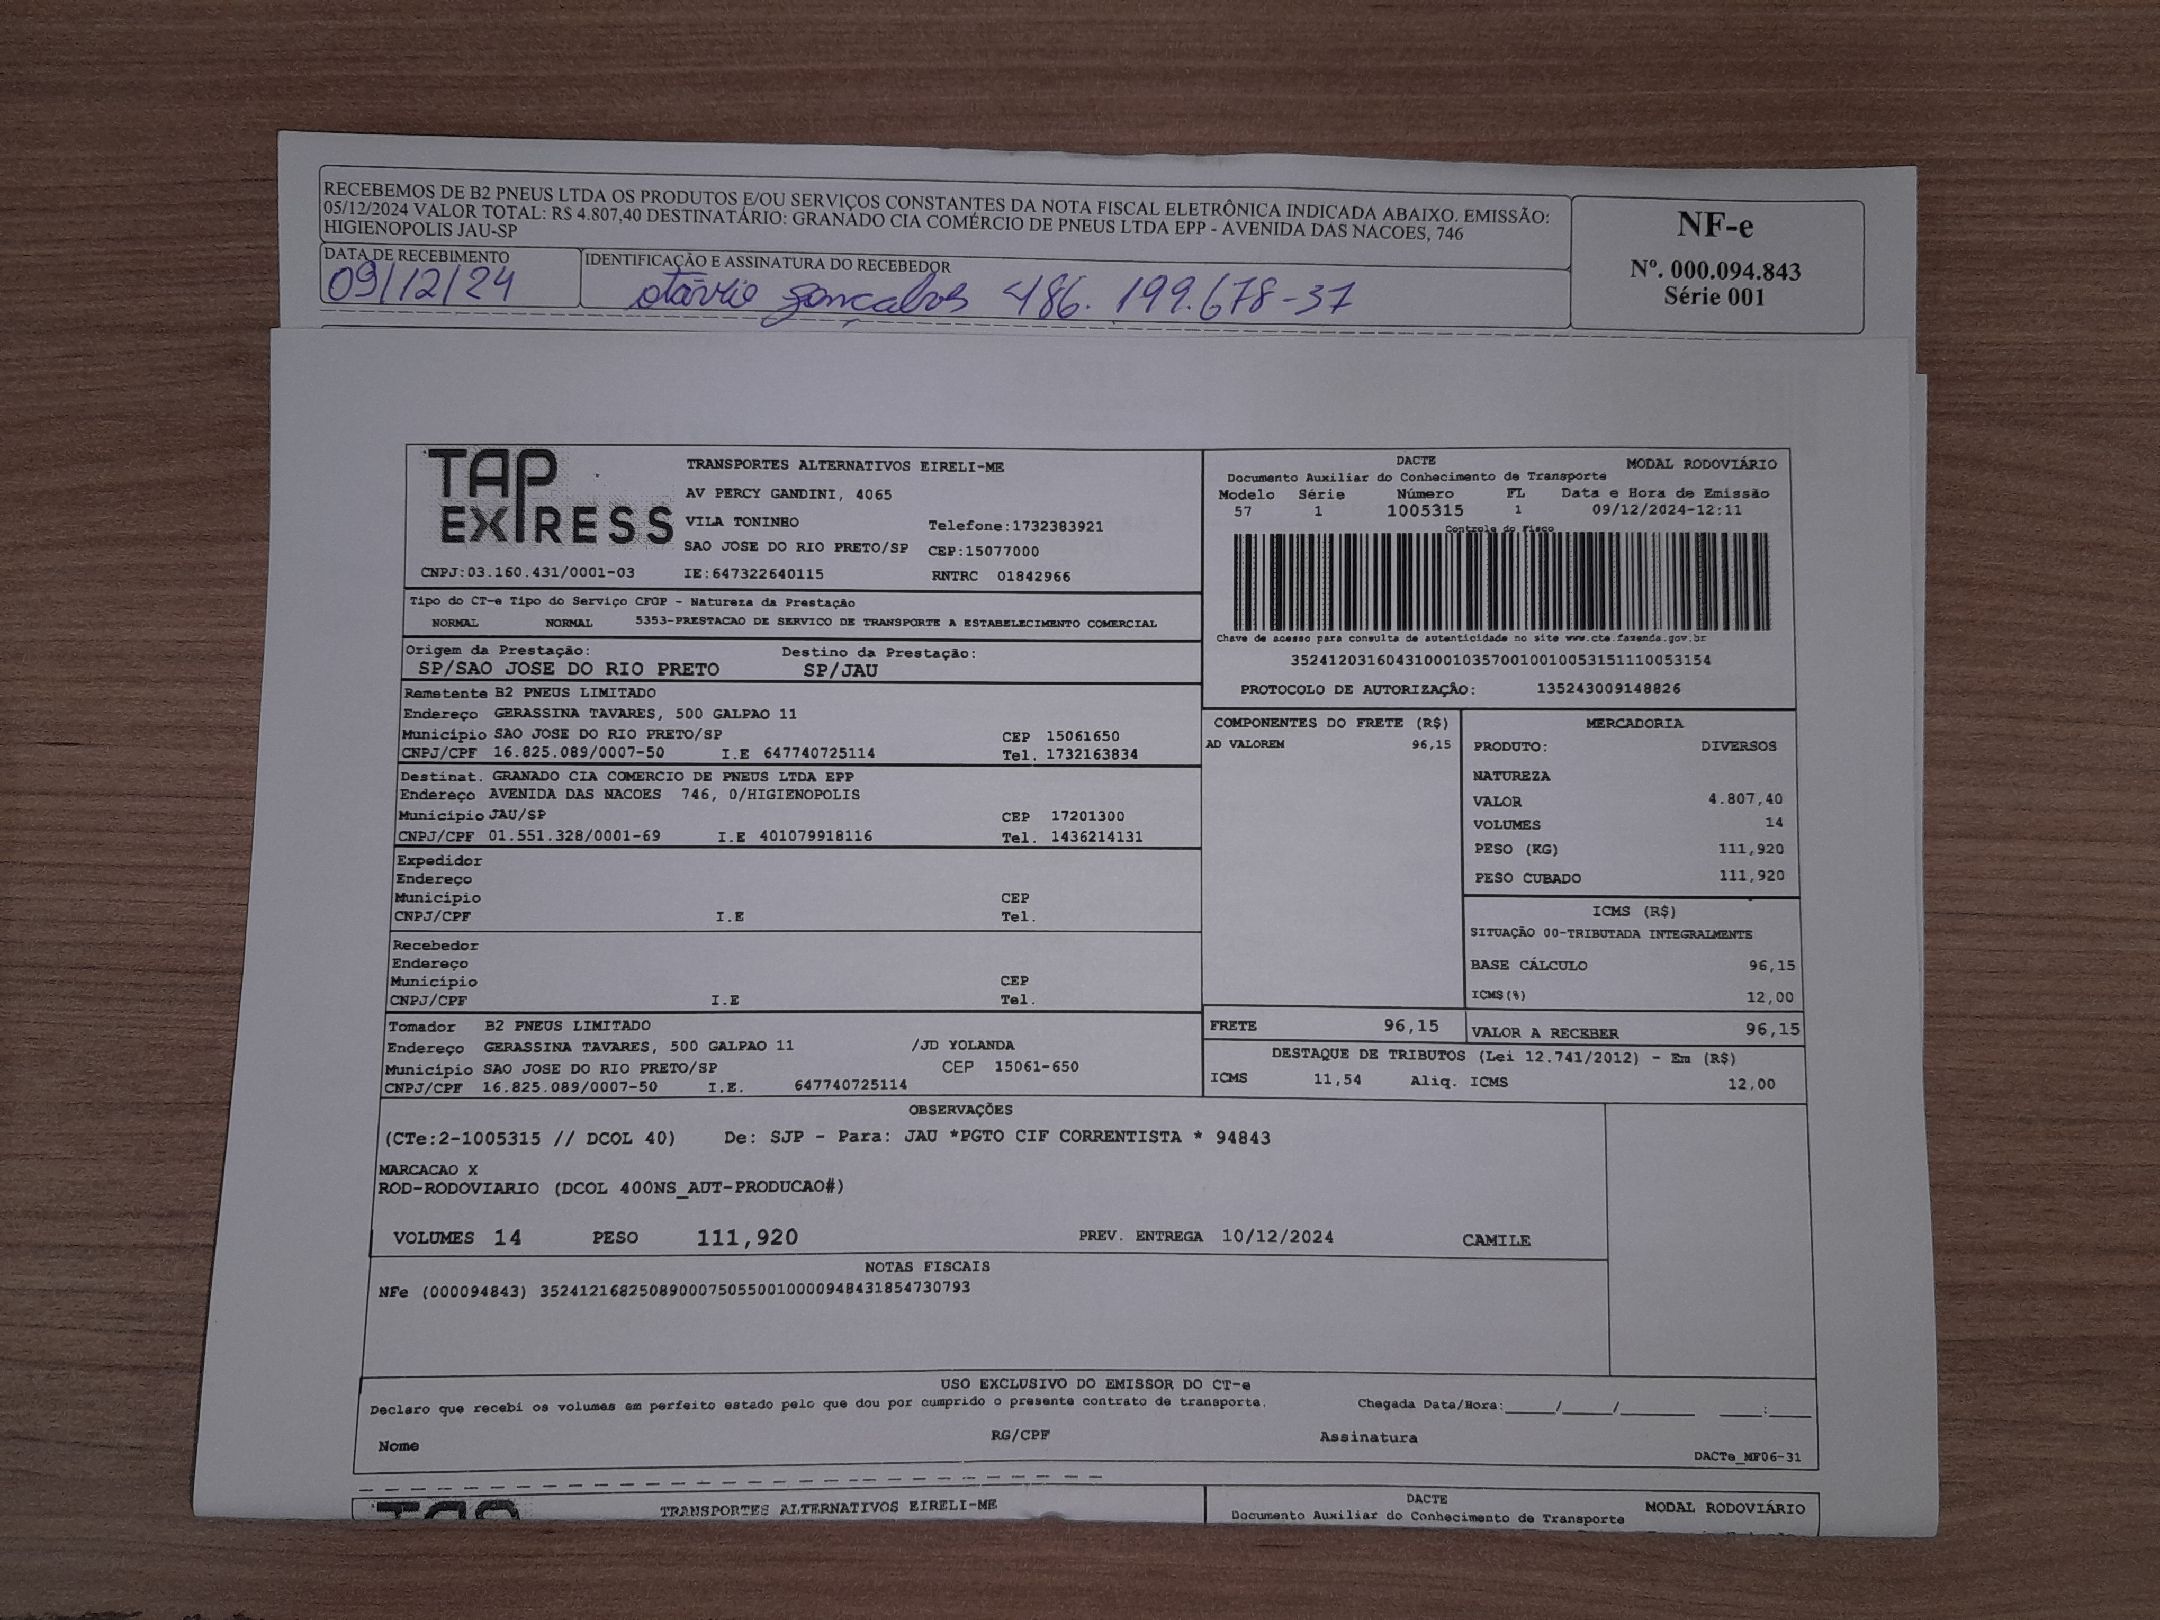 RECEBEMOS DE B2 PNEUS LTDA OS PRODUTOS E/OU SERVIÇOS CONSTANTES DA NOTA FISCAL ELETRÔNICA INDICADA ABAIXO. EMISSÃO:
05/12/2024 VALOR TOTAL: R$ 4.807,40 DESTINATÁRIO: GRANADO CIA COMÉRCIO DE PNEUS LTDA EPP - AVENIDA DAS NACOES, 746
HIGIENOPOLIS JAU-SP
NF-e
Nº. 000.094.843
Série 001
DATA DE RECEBIMENTO
09/12/24
IDENTIFICAÇÃO E ASSINATURA DO RECEBEDOR
otávio gonçalves 486.199.678-37
TAP
EXPRESS
TRANSPORTES ALTERNATIVOS EIRELI-ME
AV PERCY GANDINI, 4065
VILA TONINHO Telefone:1732383921
SAO JOSE DO RIO PRETO/SP CEP:15077000
CNPJ:03.160.431/0001-03 IE:647322640115 RNTRC 01842966
DACTE MODAL RODOVIÁRIO
Documento Auxiliar do Conhecimento de Transporte
Modelo Série Número FL Data e Hora de Emissão
57 1 1005315 1 09/12/2024-12:11
Controle do Fisco
Chave de acesso para consulta de autenticidade no site www.cte.fazenda.gov.br
35241203160431000103570010010053151110053154
PROTOCOLO DE AUTORIZAÇÃO: 135243009148826
Tipo do CT-e Tipo do Serviço CFOP - Natureza da Prestação
NORMAL NORMAL 5353-PRESTACAO DE SERVICO DE TRANSPORTE A ESTABELECIMENTO COMERCIAL
Origem da Prestação: Destino da Prestação:
SP/SAO JOSE DO RIO PRETO SP/JAU
Remetente B2 PNEUS LIMITADO
Endereço GERASSINA TAVARES, 500 GALPAO 11
Município SAO JOSE DO RIO PRETO/SP CEP 15061650
CNPJ/CPF 16.825.089/0007-50 I.E 647740725114 Tel. 1732163834
Destinat. GRANADO CIA COMERCIO DE PNEUS LTDA EPP
Endereço AVENIDA DAS NACOES 746, 0/HIGIENOPOLIS
Município JAU/SP CEP 17201300
CNPJ/CPF 01.551.328/0001-69 I.E 401079918116 Tel. 1436214131
Expedidor
Endereço
Município CEP
CNPJ/CPF I.E Tel.
Recebedor
Endereço
Município CEP
CNPJ/CPF I.E Tel.
Tomador B2 PNEUS LIMITADO
Endereço GERASSINA TAVARES, 500 GALPAO 11 /JD YOLANDA
Município SAO JOSE DO RIO PRETO/SP CEP 15061-650
CNPJ/CPF 16.825.089/0007-50 I.E. 647740725114
COMPONENTES DO FRETE (R$)
AD VALOREM 96,15
MERCADORIA
PRODUTO: DIVERSOS
NATUREZA
VALOR 4.807,40
VOLUMES 14
PESO (KG) 111,920
PESO CUBADO 111,920
ICMS (R$)
SITUAÇÃO 00-TRIBUTADA INTEGRALMENTE
BASE CÁLCULO 96,15
ICMS(%) 12,00
FRETE 96,15 VALOR A RECEBER 96,15
DESTAQUE DE TRIBUTOS (Lei 12.741/2012) - Em (R$)
ICMS 11,54 Aliq. ICMS 12,00
OBSERVAÇÕES
(CTe:2-1005315 // DCOL 40) De: SJP - Para: JAU *PGTO CIF CORRENTISTA * 94843
MARCACAO X
ROD-RODOVIARIO (DCOL 400NS_AUT-PRODUCAO#)
VOLUMES 14 PESO 111,920 PREV. ENTREGA 10/12/2024 CAMILE
NOTAS FISCAIS
NFe (000094843) 35241216825089000750550010000948431854730793
USO EXCLUSIVO DO EMISSOR DO CT-e
Declaro que recebi os volumes em perfeito estado pelo que dou por cumprido o presente contrato de transporte. Chegada Data/Hora:_____/_____/_______ ____:____
Nome RG/CPF Assinatura
DACTe_MF06-31
TRANSPORTES ALTERNATIVOS EIRELI-ME
DACTE MODAL RODOVIÁRIO
Documento Auxiliar do Conhecimento de Transporte